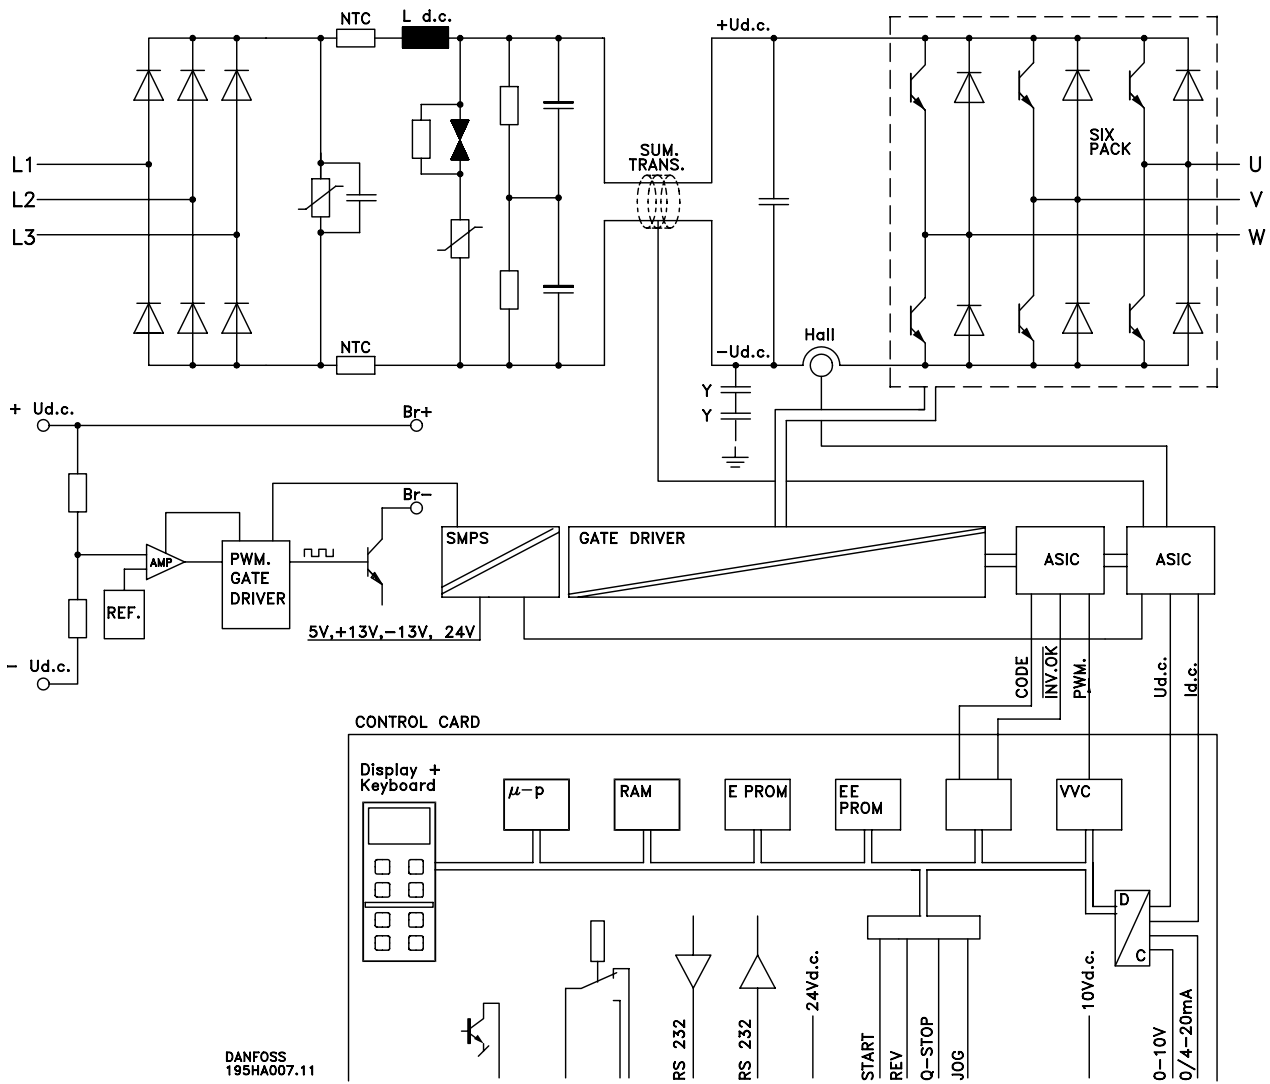 NTC
L d.c.
+Ud.c.
L1
L2
L3
SUM.
TRANS.
SIX
PACK
U
V
W
NTC
-Ud.c.
Hall
Y
Y
+ Ud.c.
Br+
Br-
AMP
PWM.
GATE
DRIVER
REF.
SMPS
GATE DRIVER
ASIC
ASIC
5V,+13V,-13V, 24V
- Ud.c.
CODE
INV.OK
PWM.
Ud.c.
Id.c.
CONTROL CARD
Display +
Keyboard
μ-p
RAM
E PROM
EE
PROM
VVC
D
C
RS 232
RS 232
24Vd.c.
START
REV
Q-STOP
JOG
10Vd.c.
0-10V
0/4-20mA
DANFOSS
195HA007.11